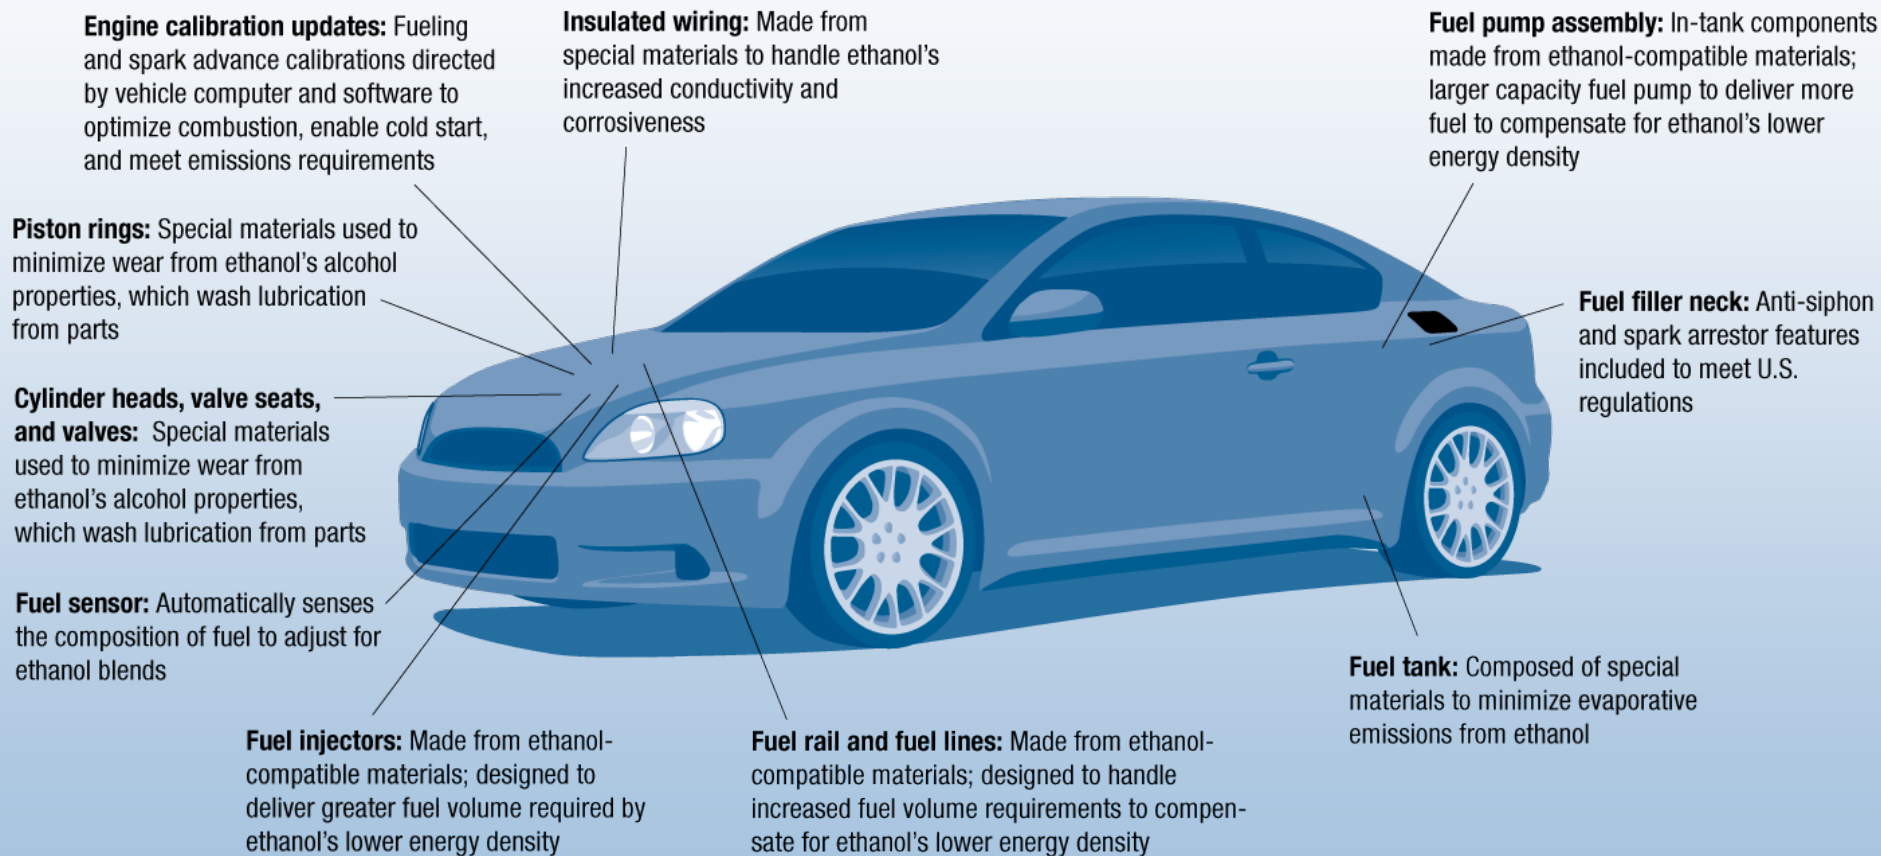 Engine calibration updates: Fueling
and spark advance calibrations directed
by vehicle computer and software to
optimize combustion, enable cold start,
and meet emissions requirements
Insulated wiring: Made from
special materials to handle ethanol's
increased conductivity and
corrosiveness
Fuel pump assembly: In-tank components
made from ethanol-compatible materials;
larger capacity fuel pump to deliver more
fuel to compensate for ethanol's lower
energy density
Piston rings: Special materials used to
minimize wear from ethanol's alcohol
properties, which wash lubrication
from parts
Fuel filler neck: Anti-siphon
and spark arrestor features
included to meet U.S.
regulations
Cylinder heads, valve seats,
and valves:  Special materials
used to minimize wear from
ethanol's alcohol properties,
which wash lubrication from parts
Fuel sensor: Automatically senses
the composition of fuel to adjust for
ethanol blends
Fuel tank: Composed of special
materials to minimize evaporative
emissions from ethanol
Fuel injectors: Made from ethanol-
compatible materials; designed to
deliver greater fuel volume required by
ethanol's lower energy density
Fuel rail and fuel lines: Made from ethanol-
compatible materials; designed to handle
increased fuel volume requirements to compen-
sate for ethanol's lower energy density